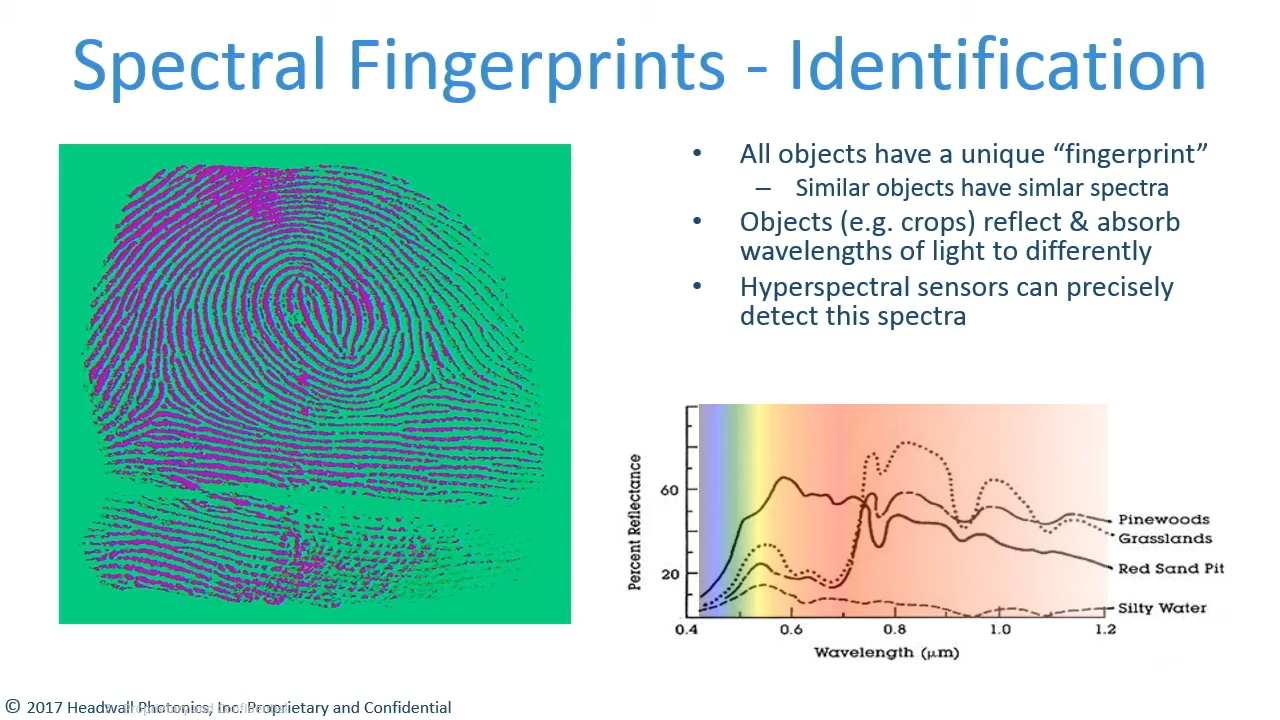 Spectral Fingerprints - Identification
• All objects have a unique “fingerprint”
– Similar objects have simlar spectra
• Objects (e.g. crops) reflect & absorb
wavelengths of light to differently
• Hyperspectral sensors can precisely
detect this spectra
Percent Reflectance
60
20
Pinewoods
Grasslands
Red Sand Pit
Silty Water
0.4 0.6 0.8 1.0 1.2
Wavelength (μm)
© 2017 Headwall Photonics, Inc. Proprietary and Confidential